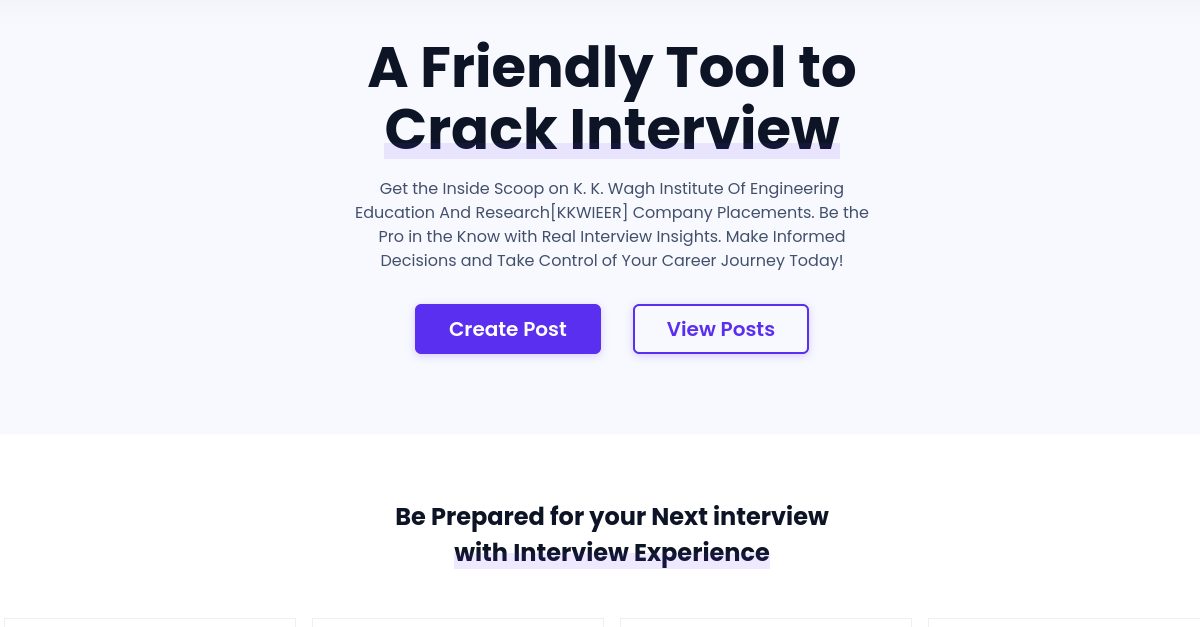 A Friendly Tool to
Crack Interview
Get the Inside Scoop on K. K. Wagh Institute Of Engineering
Education And Research[KKWIEER] Company Placements. Be the
Pro in the Know with Real Interview Insights. Make Informed
Decisions and Take Control of Your Career Journey Today!
Create Post
View Posts
Be Prepared for your Next interview
with Interview Experience